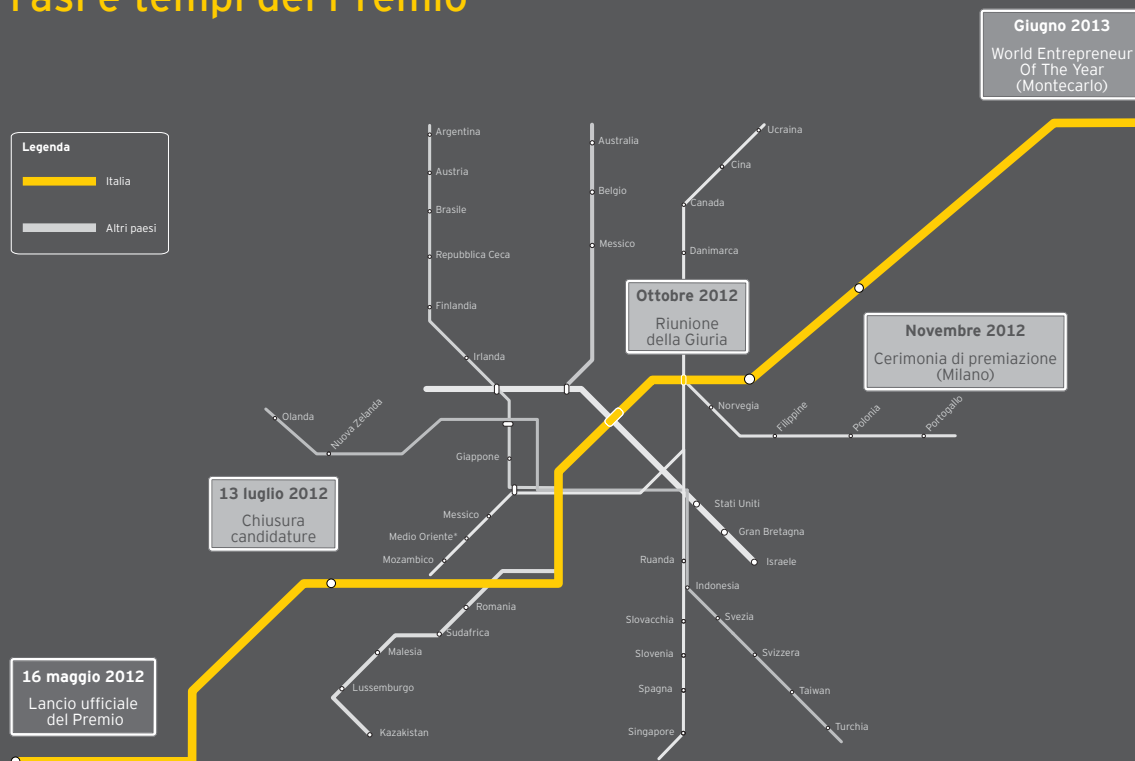 Fasi e tempi del Premio
Giugno 2013
World Entrepreneur
Of The Year
(Montecarlo)
Legenda
Italia
Altri paesi
Argentina
Austria
Brasile
Repubblica Ceca
Finlandia
Irlanda
Australia
Belgio
Messico
Ucraina
Cina
Canada
Danimarca
Ottobre 2012
Riunione
della Giuria
Novembre 2012
Cerimonia di premiazione
(Milano)
Norvegia
Filippine
Polonia
Portogallo
Olanda
Nuova Zelanda
Giappone
13 luglio 2012
Chiusura
candidature
Messico
Medio Oriente*
Mozambico
Stati Uniti
Gran Bretagna
Israele
Ruanda
Indonesia
Slovacchia
Svezia
Slovenia
Svizzera
Spagna
Taiwan
Singapore
Turchia
Romania
Sudafrica
Malesia
Lussemburgo
Kazakistan
16 maggio 2012
Lancio ufficiale
del Premio